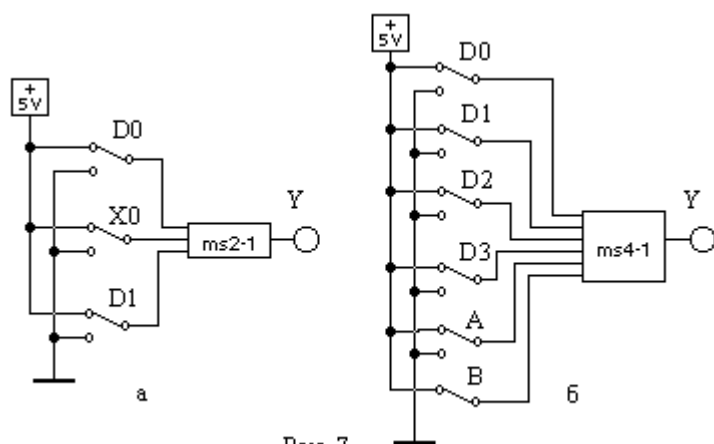 +
5V
D0
X0
D1
ms2-1
Y
а
+
5V
D0
D1
D2
D3
A
B
ms4-1
Y
б